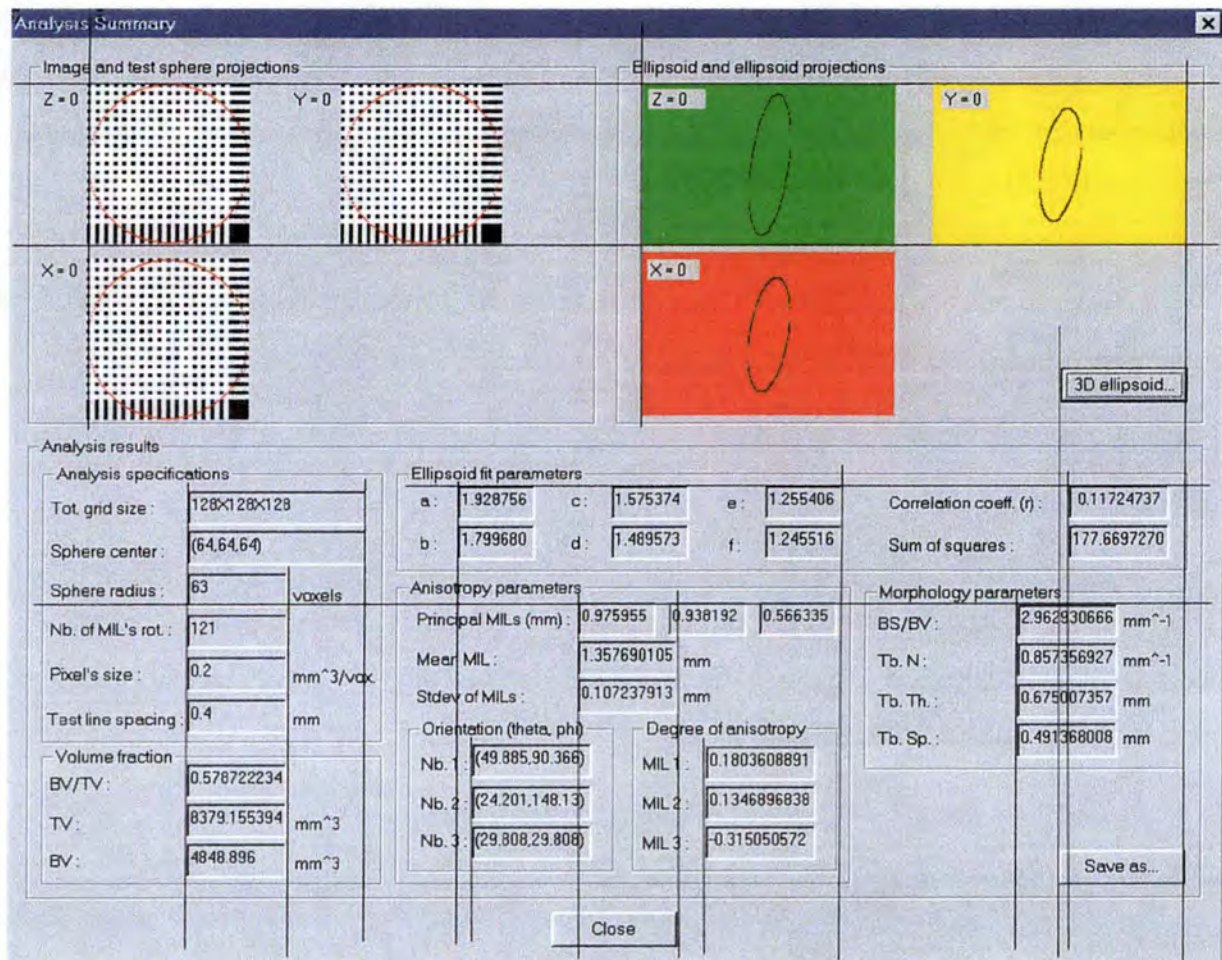 Analysis Summary
Image and test sphere projections
Z = 0
Y = 0
X = 0
Ellipsoid and ellipsoid projections
Z = 0
Y = 0
X = 0
3D ellipsoid...
Analysis results
Analysis specifications
Tot. grid size : 128X128X128
Sphere center : (64,64,64)
Sphere radius : 63 voxels
Nb. of MIL's rot. : 121
Pixel's size : 0.2 mm^3/vox.
Test line spacing : 0.4 mm
Volume fraction
BV/TV : 0.578722234
TV : 8379.155394 mm^3
BV : 4848.896 mm^3
Ellipsoid fit parameters
a : 1.928756 c : 1.575374 e : 1.255406 Correlation coeff. (r) : 0.11724737
b : 1.799680 d : 1.489573 f : 1.245516 Sum of squares : 177.6697270
Anisotropy parameters
Principal MILs (mm) : 0.975955 0.938192 0.566335
Mean MIL : 1.357690105 mm
Stdev of MILs : 0.107237913 mm
Orientation (theta, phi)
Nb. 1 : (49.885,90.366)
Nb. 2 : (24.201,148.13)
Nb. 3 : (29.808,29.808)
Degree of anisotropy
MIL 1 : 0.1803608891
MIL 2 : 0.1346896838
MIL 3 : -0.315050572
Morphology parameters
BS/BV : 2.962930666 mm^-1
Tb. N : 0.857356927 mm^-1
Tb. Th. : 0.675007357 mm
Tb. Sp. : 0.491368008 mm
Save as...
Close